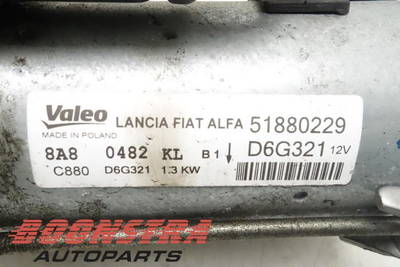 Valeo LANCIA FIAT ALFA 51880229
MADE IN POLAND
8A8 0482 KL B1 D6G321 12V
C880 D6G321 1.3 KW
BOONSTRA
AUTOPARTS